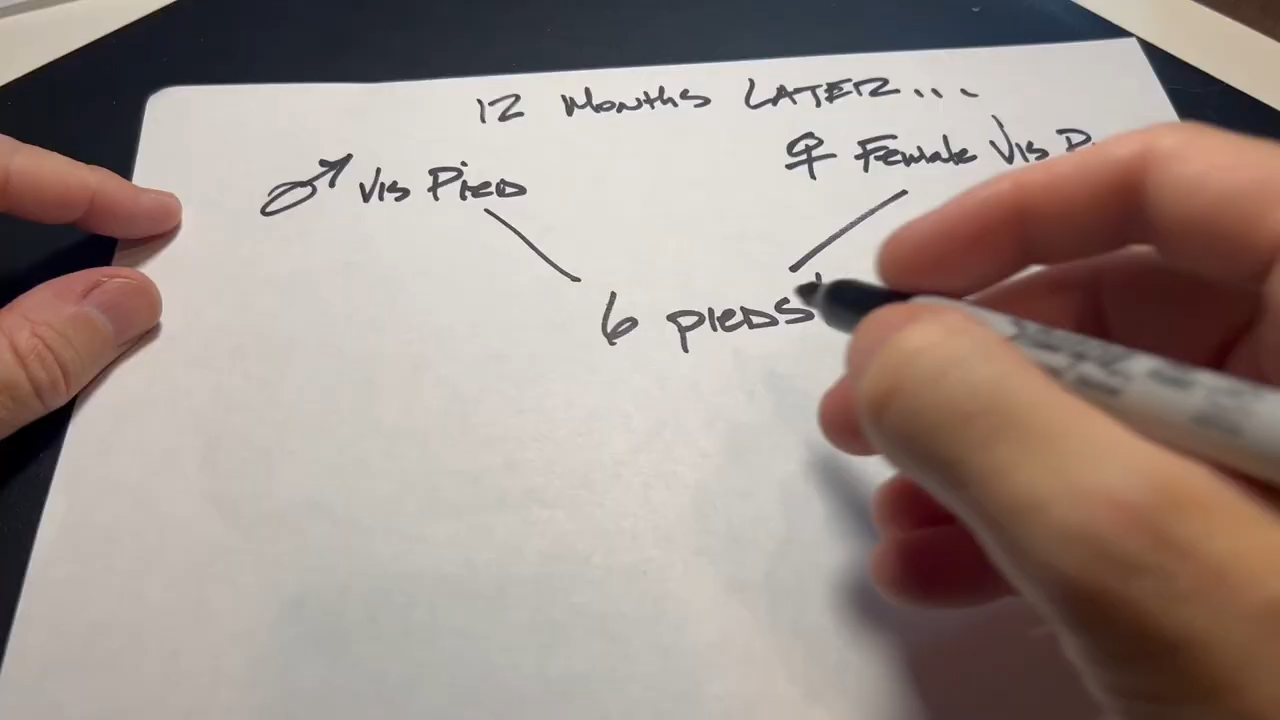 12 Months LATER...
♂ Vis Pied
♀ Female Vis
6 pieds